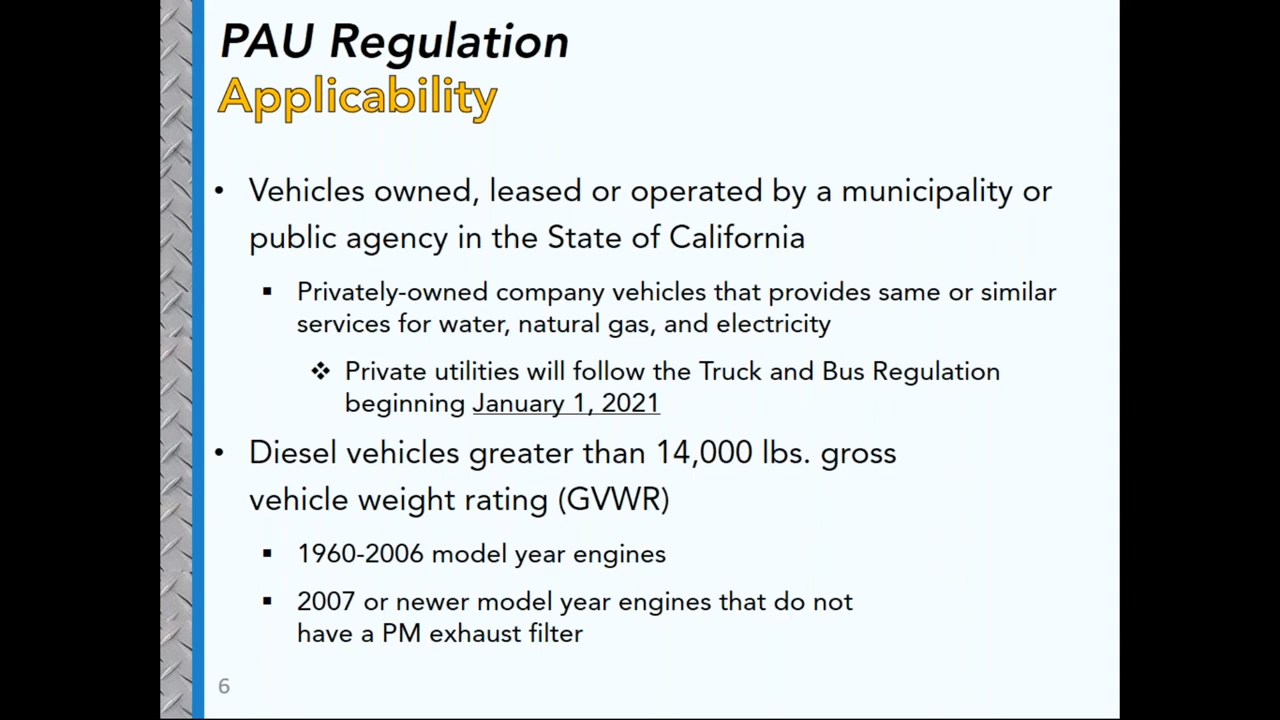 PAU Regulation
Applicability
• Vehicles owned, leased or operated by a municipality or
public agency in the State of California
▪ Privately-owned company vehicles that provides same or similar
services for water, natural gas, and electricity
❖ Private utilities will follow the Truck and Bus Regulation
beginning January 1, 2021
• Diesel vehicles greater than 14,000 lbs. gross
vehicle weight rating (GVWR)
▪ 1960-2006 model year engines
▪ 2007 or newer model year engines that do not
have a PM exhaust filter
6